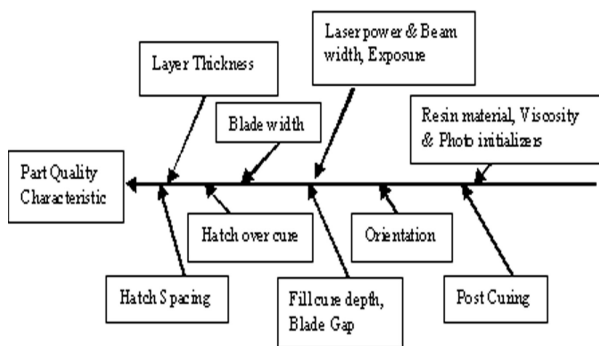 Laser power & Beam
width, Exposure
Layer Thickness
Blade width
Resin material, Viscosity
& Photo initializers
Part Quality
Characteristic
Hatch over cure
Orientation
Hatch Spacing
Fill cure depth,
Blade Gap
Post Curing